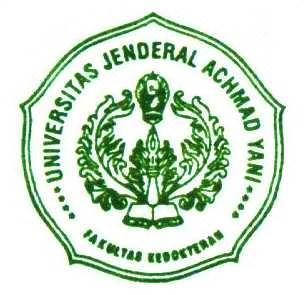 UNIVERSITAS JENDERAL ACHMAD YANI
FAKULTAS KEDOKTERAN